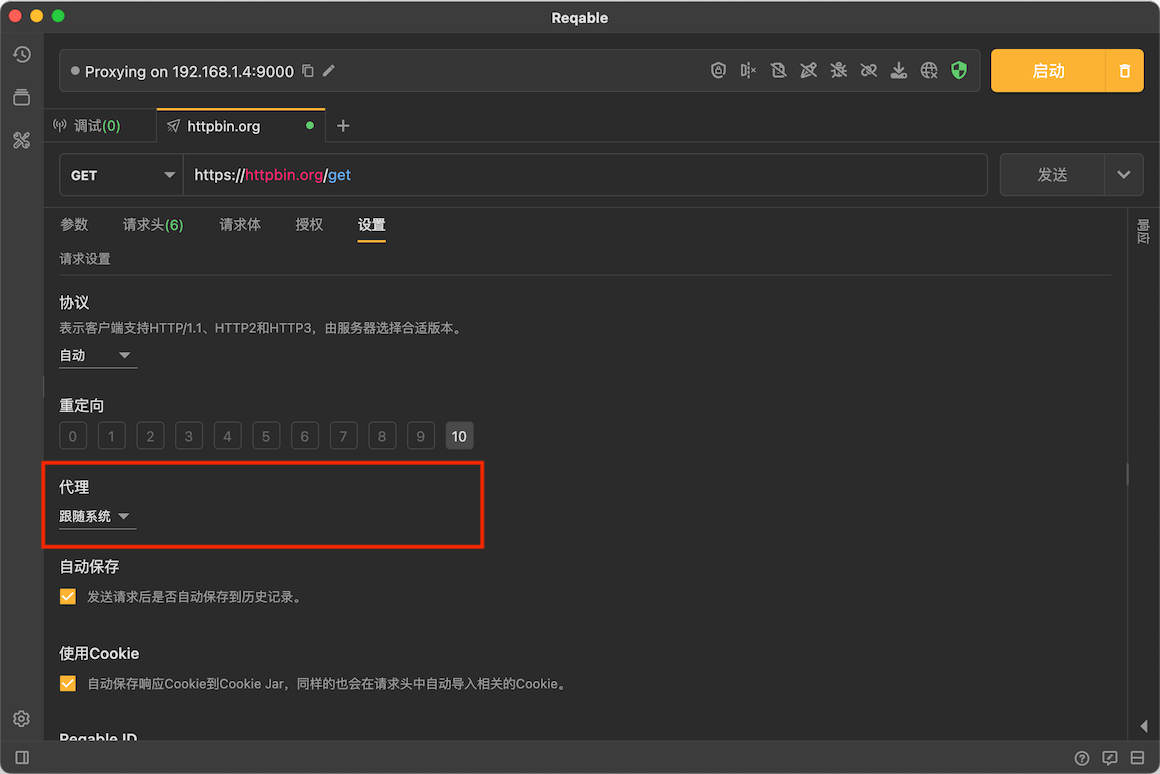 Reqable
Proxying on 192.168.1.4:9000
启动
调试(0)
httpbin.org
GET
https://httpbin.org/get
发送
参数
请求头(6)
请求体
授权
设置
响应
请求设置
协议
表示客户端支持HTTP/1.1、HTTP2和HTTP3，由服务器选择合适版本。
自动
重定向
0 1 2 3 4 5 6 7 8 9 10
代理
跟随系统
自动保存
发送请求后是否自动保存到历史记录。
使用Cookie
自动保存响应Cookie到Cookie Jar，同样的也会在请求头中自动导入相关的Cookie。
Reqable ID